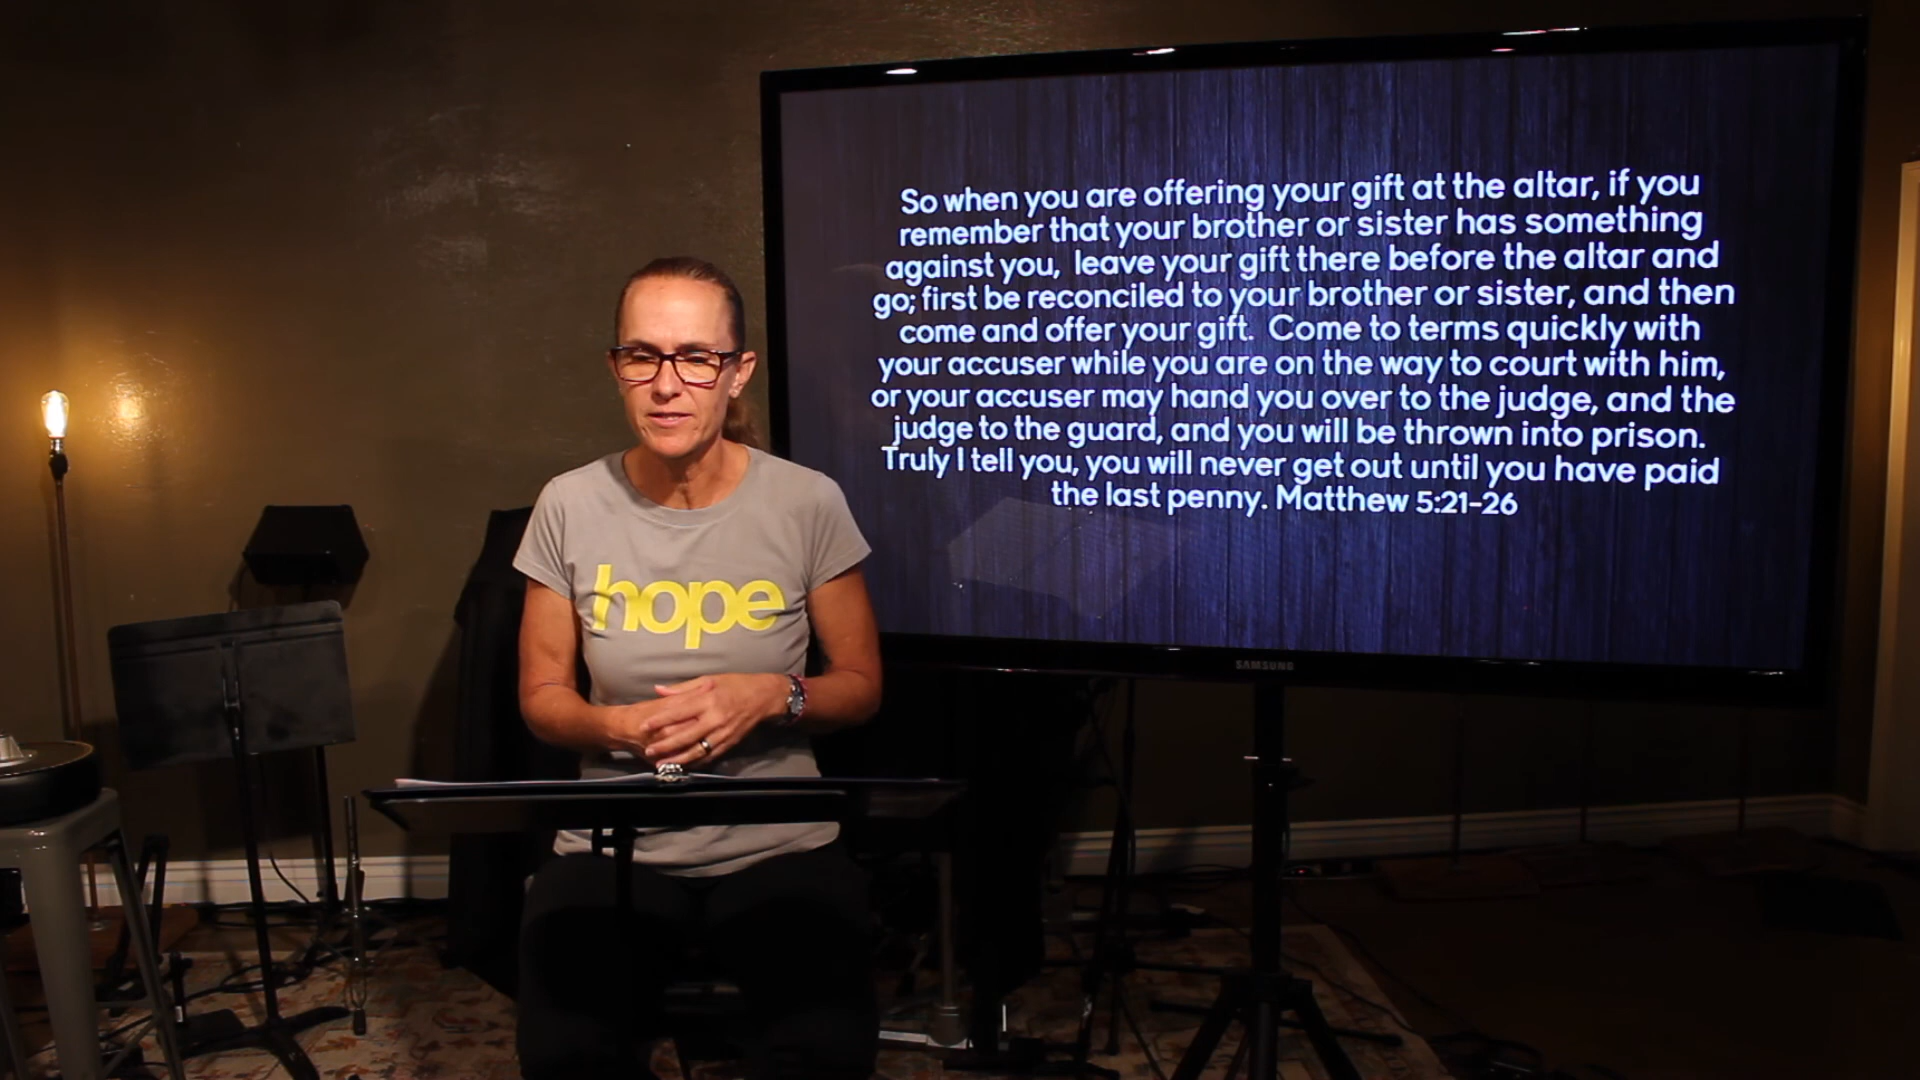 So when you are offering your gift at the altar, if you
remember that your brother or sister has something
against you, leave your gift there before the altar and
go; first be reconciled to your brother or sister, and then
come and offer your gift. Come to terms quickly with
your accuser while you are on the way to court with him,
or your accuser may hand you over to the judge, and the
judge to the guard, and you will be thrown into prison.
Truly I tell you, you will never get out until you have paid
the last penny. Matthew 5:21-26
hope
SAMSUNG